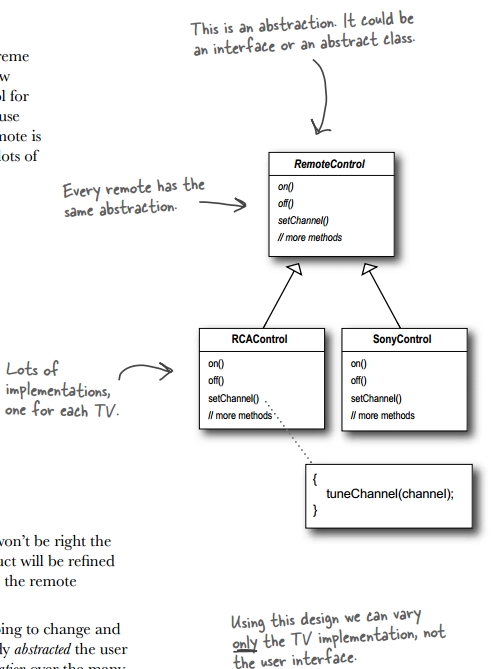 This is an abstraction. It could be
an interface or an abstract class.
reme
w
ol for
use
mote is
lots of
RemoteControl
on()
off()
setChannel()
// more methods
Every remote has the
same abstraction.
RCAControl
on()
off()
setChannel()
// more methods
SonyControl
on()
off()
setChannel()
// more methods
Lots of
implementations,
one for each TV.
{
tuneChannel(channel);
}
won't be right the
uct will be refined
the remote
ing to change and
ly abstracted the user
ation over the many
Using this design we can vary
only the TV implementation, not
the user interface.